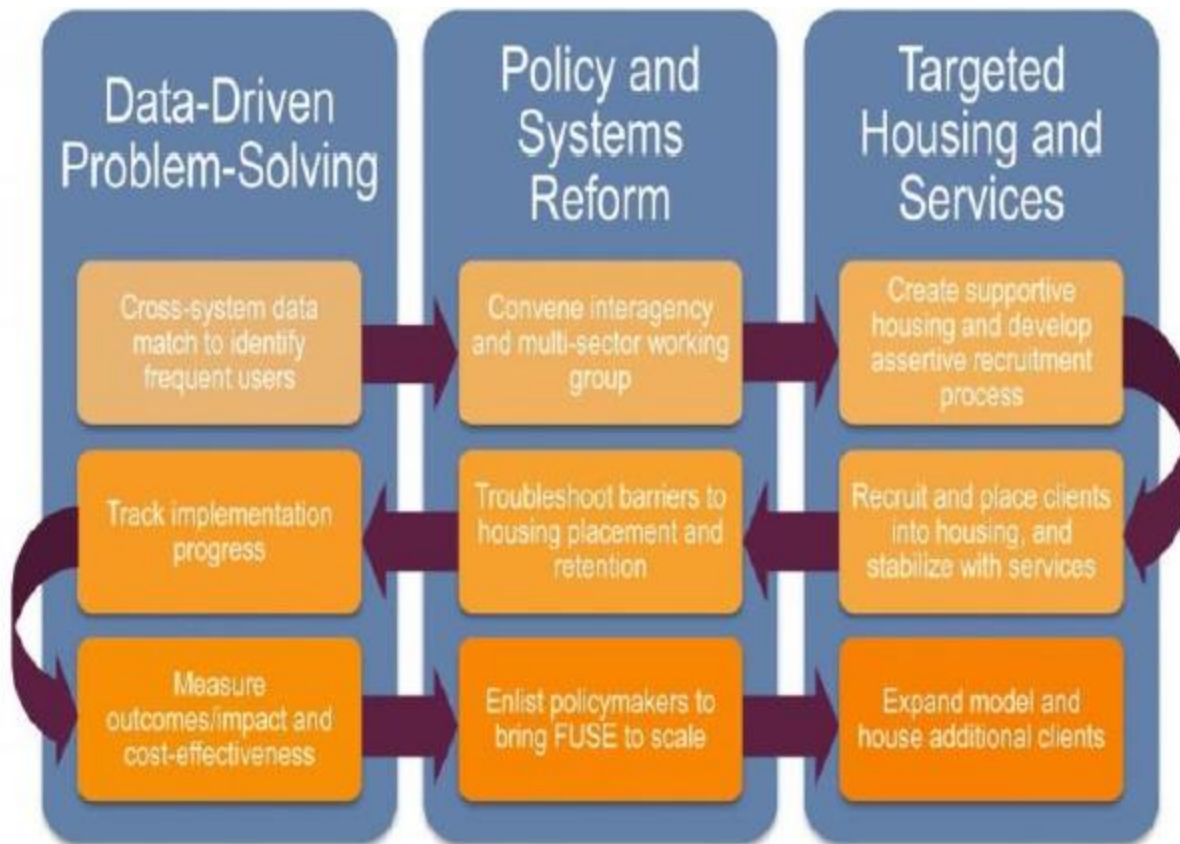 Data-Driven
Problem-Solving
Policy and
Systems
Reform
Targeted
Housing and
Services
Cross-system data
match to identify
frequent users
Convene interagency
and multi-sector working
group
Create supportive
housing and develop
assertive recruitment
process
Recruit and place clients
into housing, and
stabilize with services
Troubleshoot barriers to
housing placement and
retention
Track implementation
progress
Measure
outcomes/impact and
cost-effectiveness
Enlist policymakers to
bring FUSE to scale
Expand model and
house additional clients